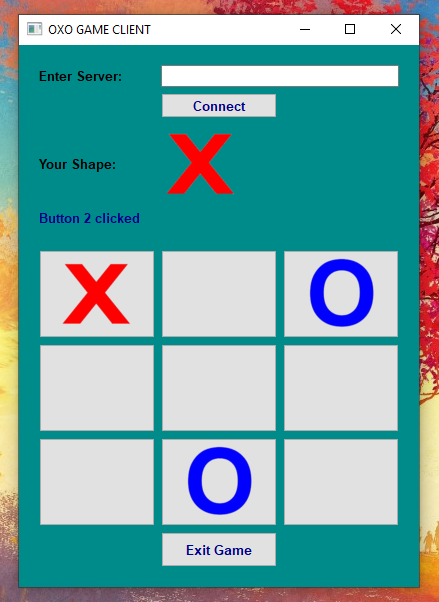 OXO GAME CLIENT
Enter Server:
Connect
Your Shape: X
Button 2 clicked
X O
O
Exit Game